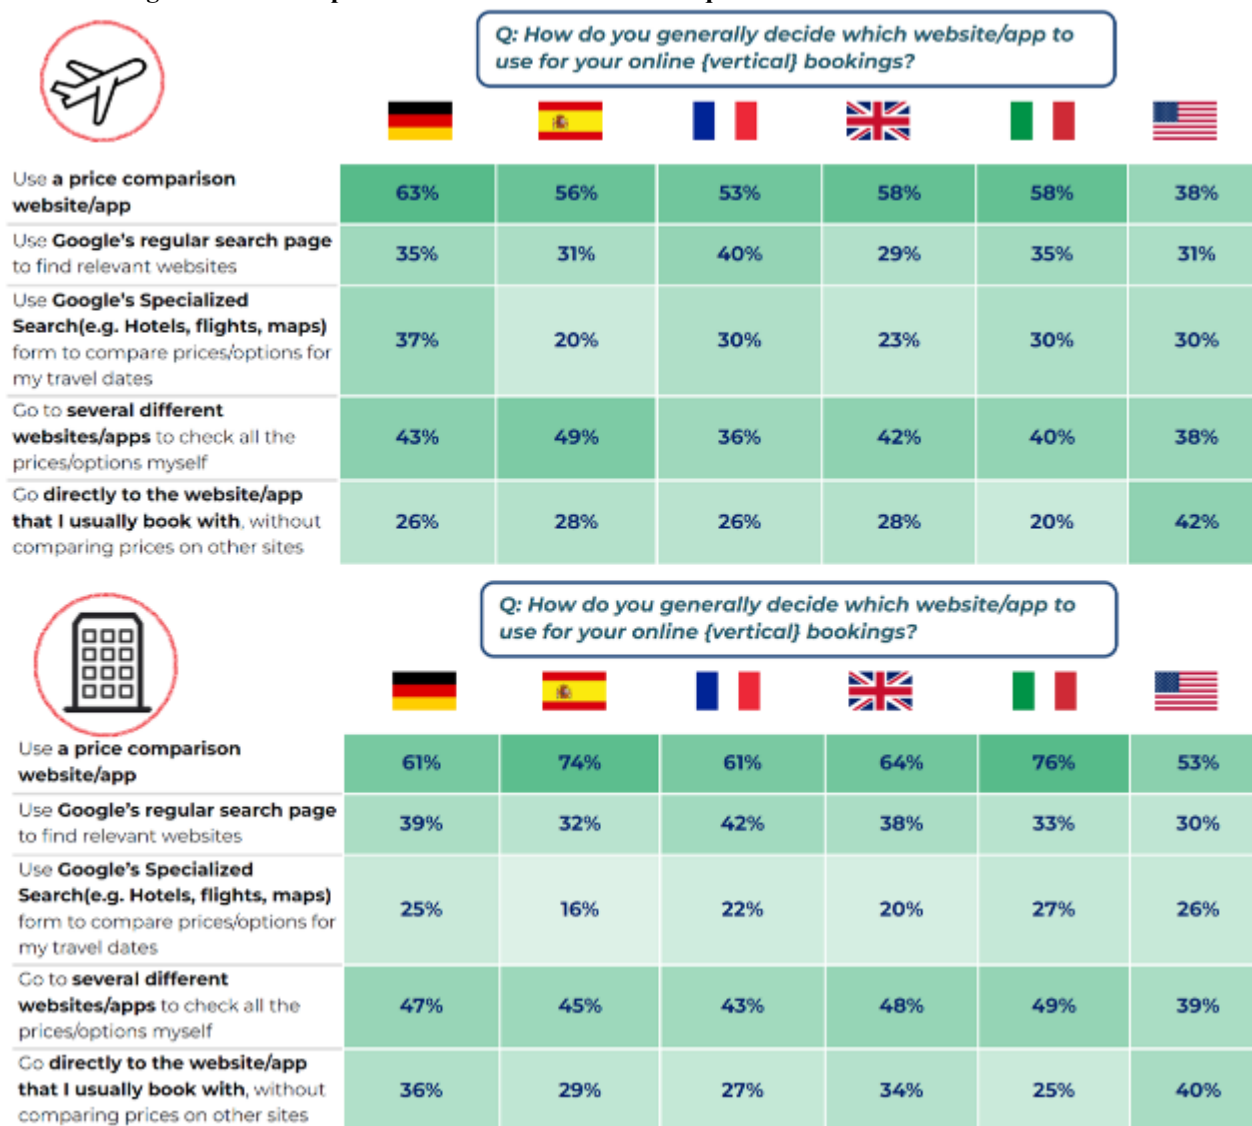 Q: How do you generally decide which website/app to
use for your online {vertical} bookings?
Use a price comparison
website/app
63% 56% 53% 58% 58% 38%
Use Google's regular search page
to find relevant websites
35% 31% 40% 29% 35% 31%
Use Google's Specialized
Search(e.g. Hotels, flights, maps)
form to compare prices/options for
my travel dates
37% 20% 30% 23% 30% 30%
Go to several different
websites/apps to check all the
prices/options myself
43% 49% 36% 42% 40% 38%
Go directly to the website/app
that I usually book with, without
comparing prices on other sites
26% 28% 26% 28% 20% 42%
Q: How do you generally decide which website/app to
use for your online {vertical} bookings?
Use a price comparison
website/app
61% 74% 61% 64% 76% 53%
Use Google's regular search page
to find relevant websites
39% 32% 42% 38% 33% 30%
Use Google's Specialized
Search(e.g. Hotels, flights, maps)
form to compare prices/options for
my travel dates
25% 16% 22% 20% 27% 26%
Go to several different
websites/apps to check all the
prices/options myself
47% 45% 43% 48% 49% 39%
Go directly to the website/app
that I usually book with, without
comparing prices on other sites
36% 29% 27% 34% 25% 40%